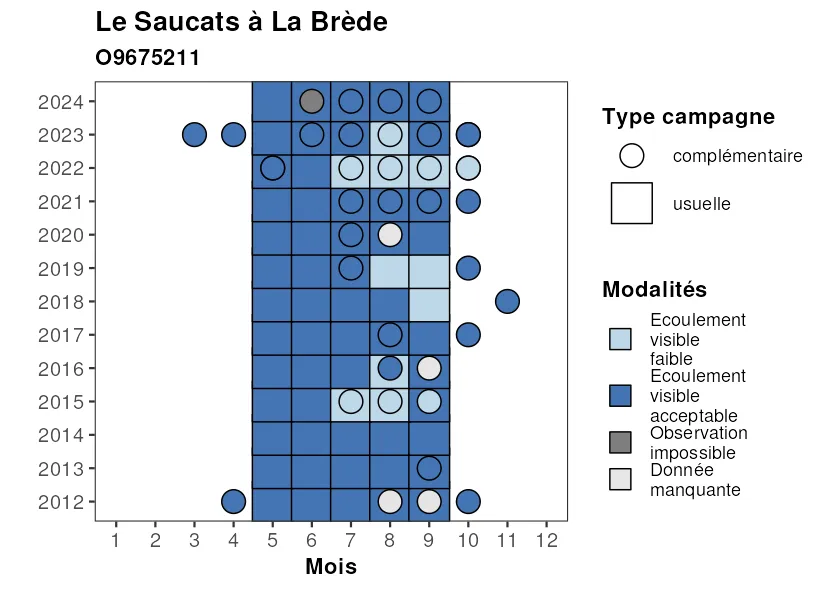 Le Saucats à La Brède
O9675211
2024
2023
2022
2021
2020
2019
2018
2017
2016
2015
2014
2013
2012
1 2 3 4 5 6 7 8 9 10 11 12
Mois
Type campagne
complémentaire
usuelle
Modalités
Ecoulement
visible
faible
Ecoulement
visible
acceptable
Observation
impossible
Donnée
manquante